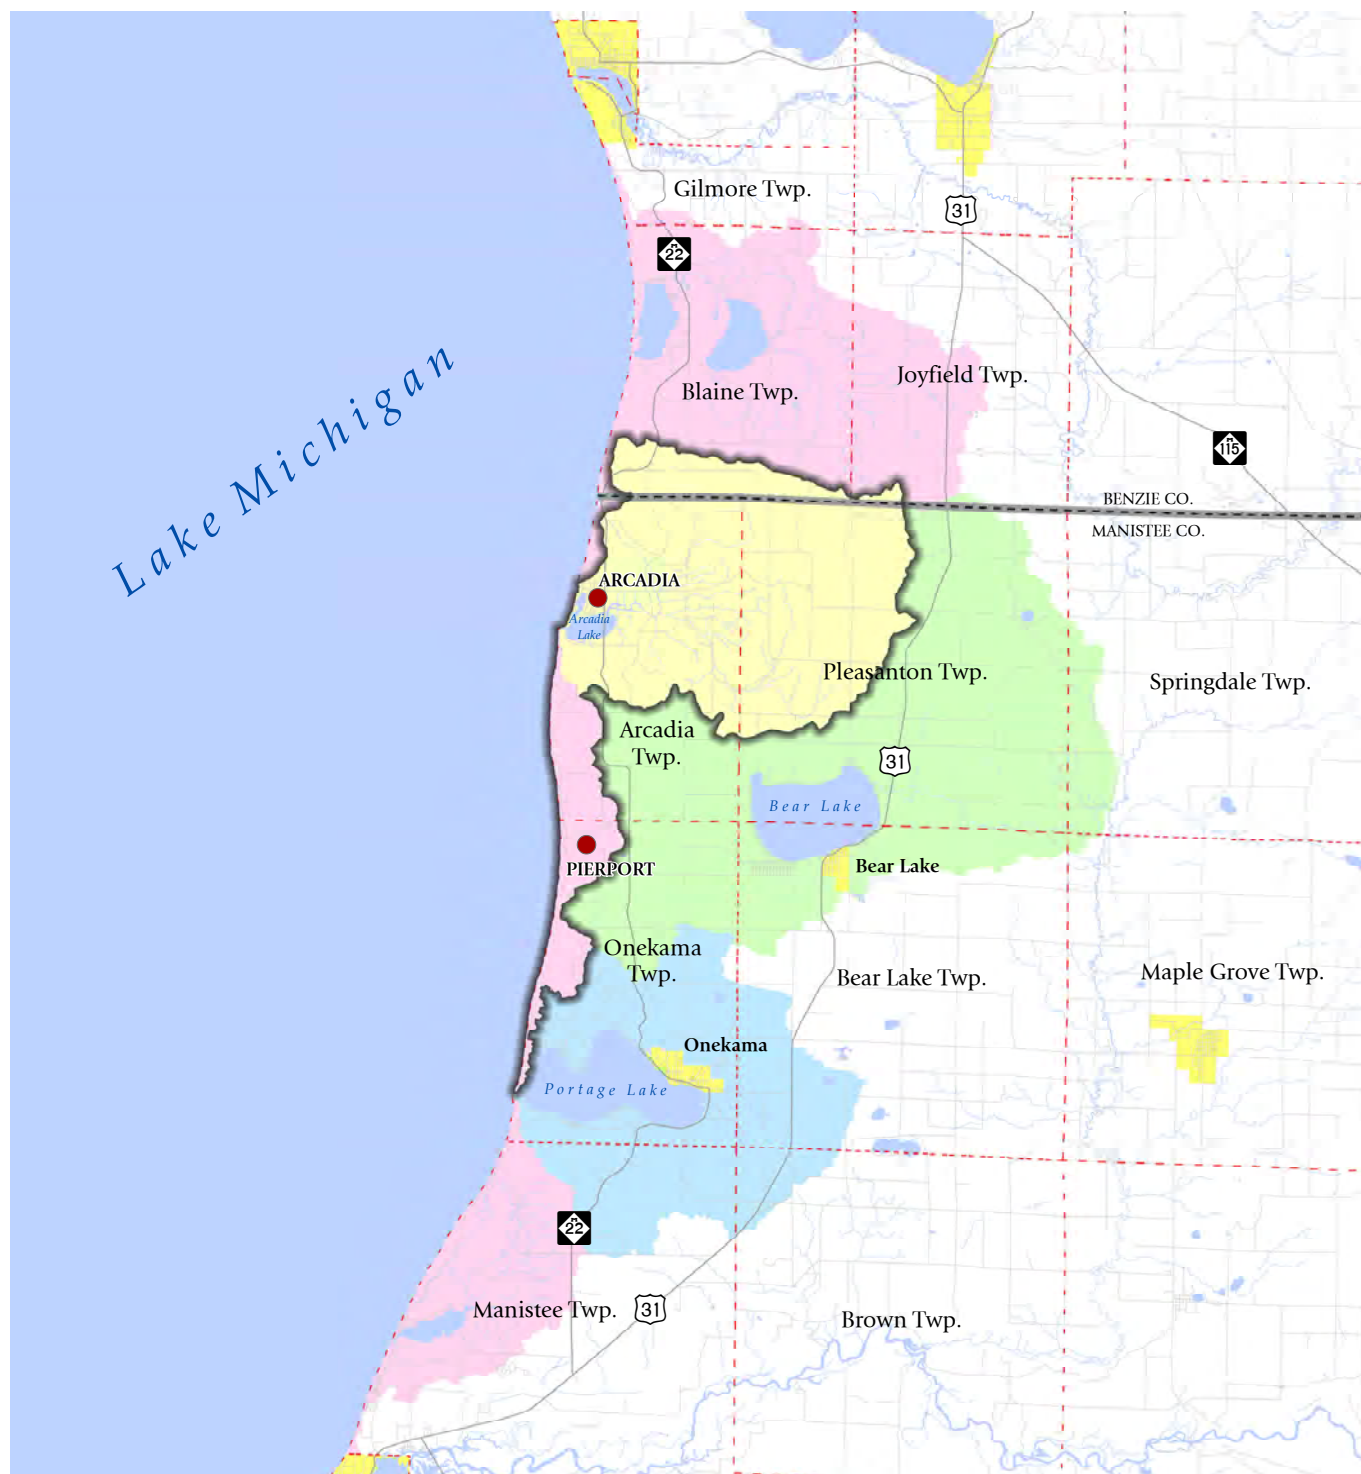 Gilmore Twp.
31
M
22
Lake Michigan
Joyfield Twp.
Blaine Twp.
M
115
BENZIE CO.
MANISTEE CO.
ARCADIA
Arcadia
Lake
Pleasanton Twp.
Springdale Twp.
Arcadia
Twp.
31
Bear Lake
PIERPORT
Bear Lake
Onekama
Twp.
Bear Lake Twp.
Maple Grove Twp.
Onekama
Portage Lake
M
22
Manistee Twp.
31
Brown Twp.